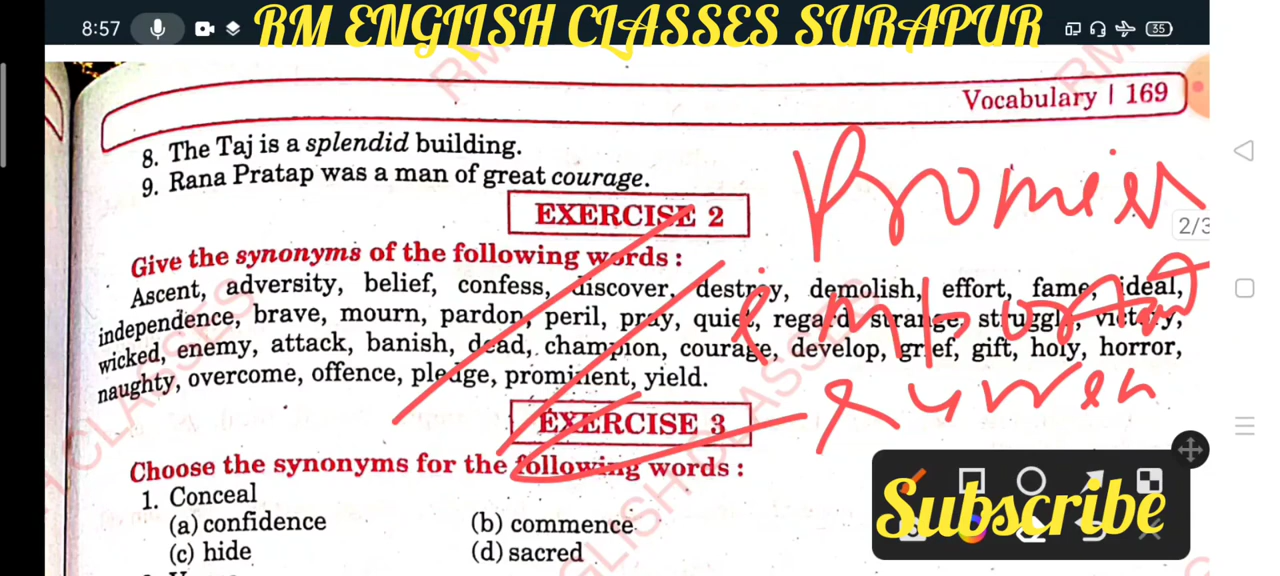 8:57
RM ENGLISH CLASSES SURAPUR
35
Vocabulary | 169
8. The Taj is a splendid building.
9. Rana Pratap was a man of great courage.
EXERCISE 2
2/3
Give the synonyms of the following words :
Ascent, adversity, belief, confess, discover, destroy, demolish, effort, fame, ideal,
independence, brave, mourn, pardon, peril, pray, quiet, regard, strange, struggle, victory,
wicked, enemy, attack, banish, dead, champion, courage, develop, grief, gift, holy, horror,
naughty, overcome, offence, pledge, prominent, yield.
important
EXERCISE 3
Choose the synonyms for the following words :
1. Conceal
(a) confidence (b) commence
(c) hide (d) sacred
Subscribe